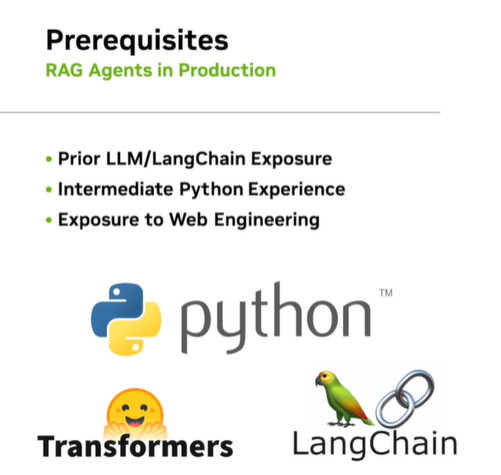 Prerequisites
RAG Agents in Production
• Prior LLM/LangChain Exposure
• Intermediate Python Experience
• Exposure to Web Engineering
python™
Transformers
LangChain